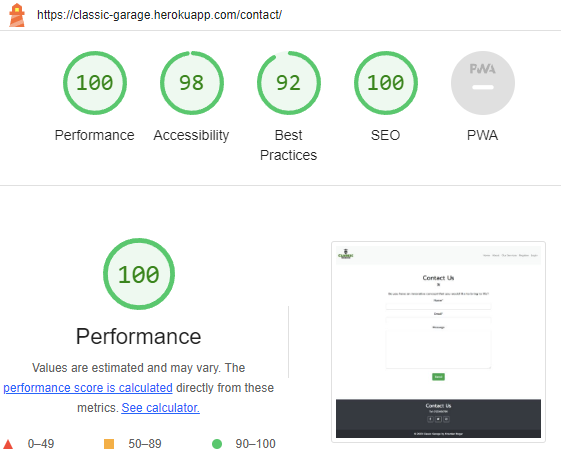 https://classic-garage.herokuapp.com/contact/
100
98
92
100
PWA
Performance
Accessibility
Best
Practices
SEO
PWA
100
Performance
Values are estimated and may vary. The
performance score is calculated directly from these
metrics. See calculator.
0–49
50–89
90–100
CLASSIC
Contact Us
Message
Contact Us